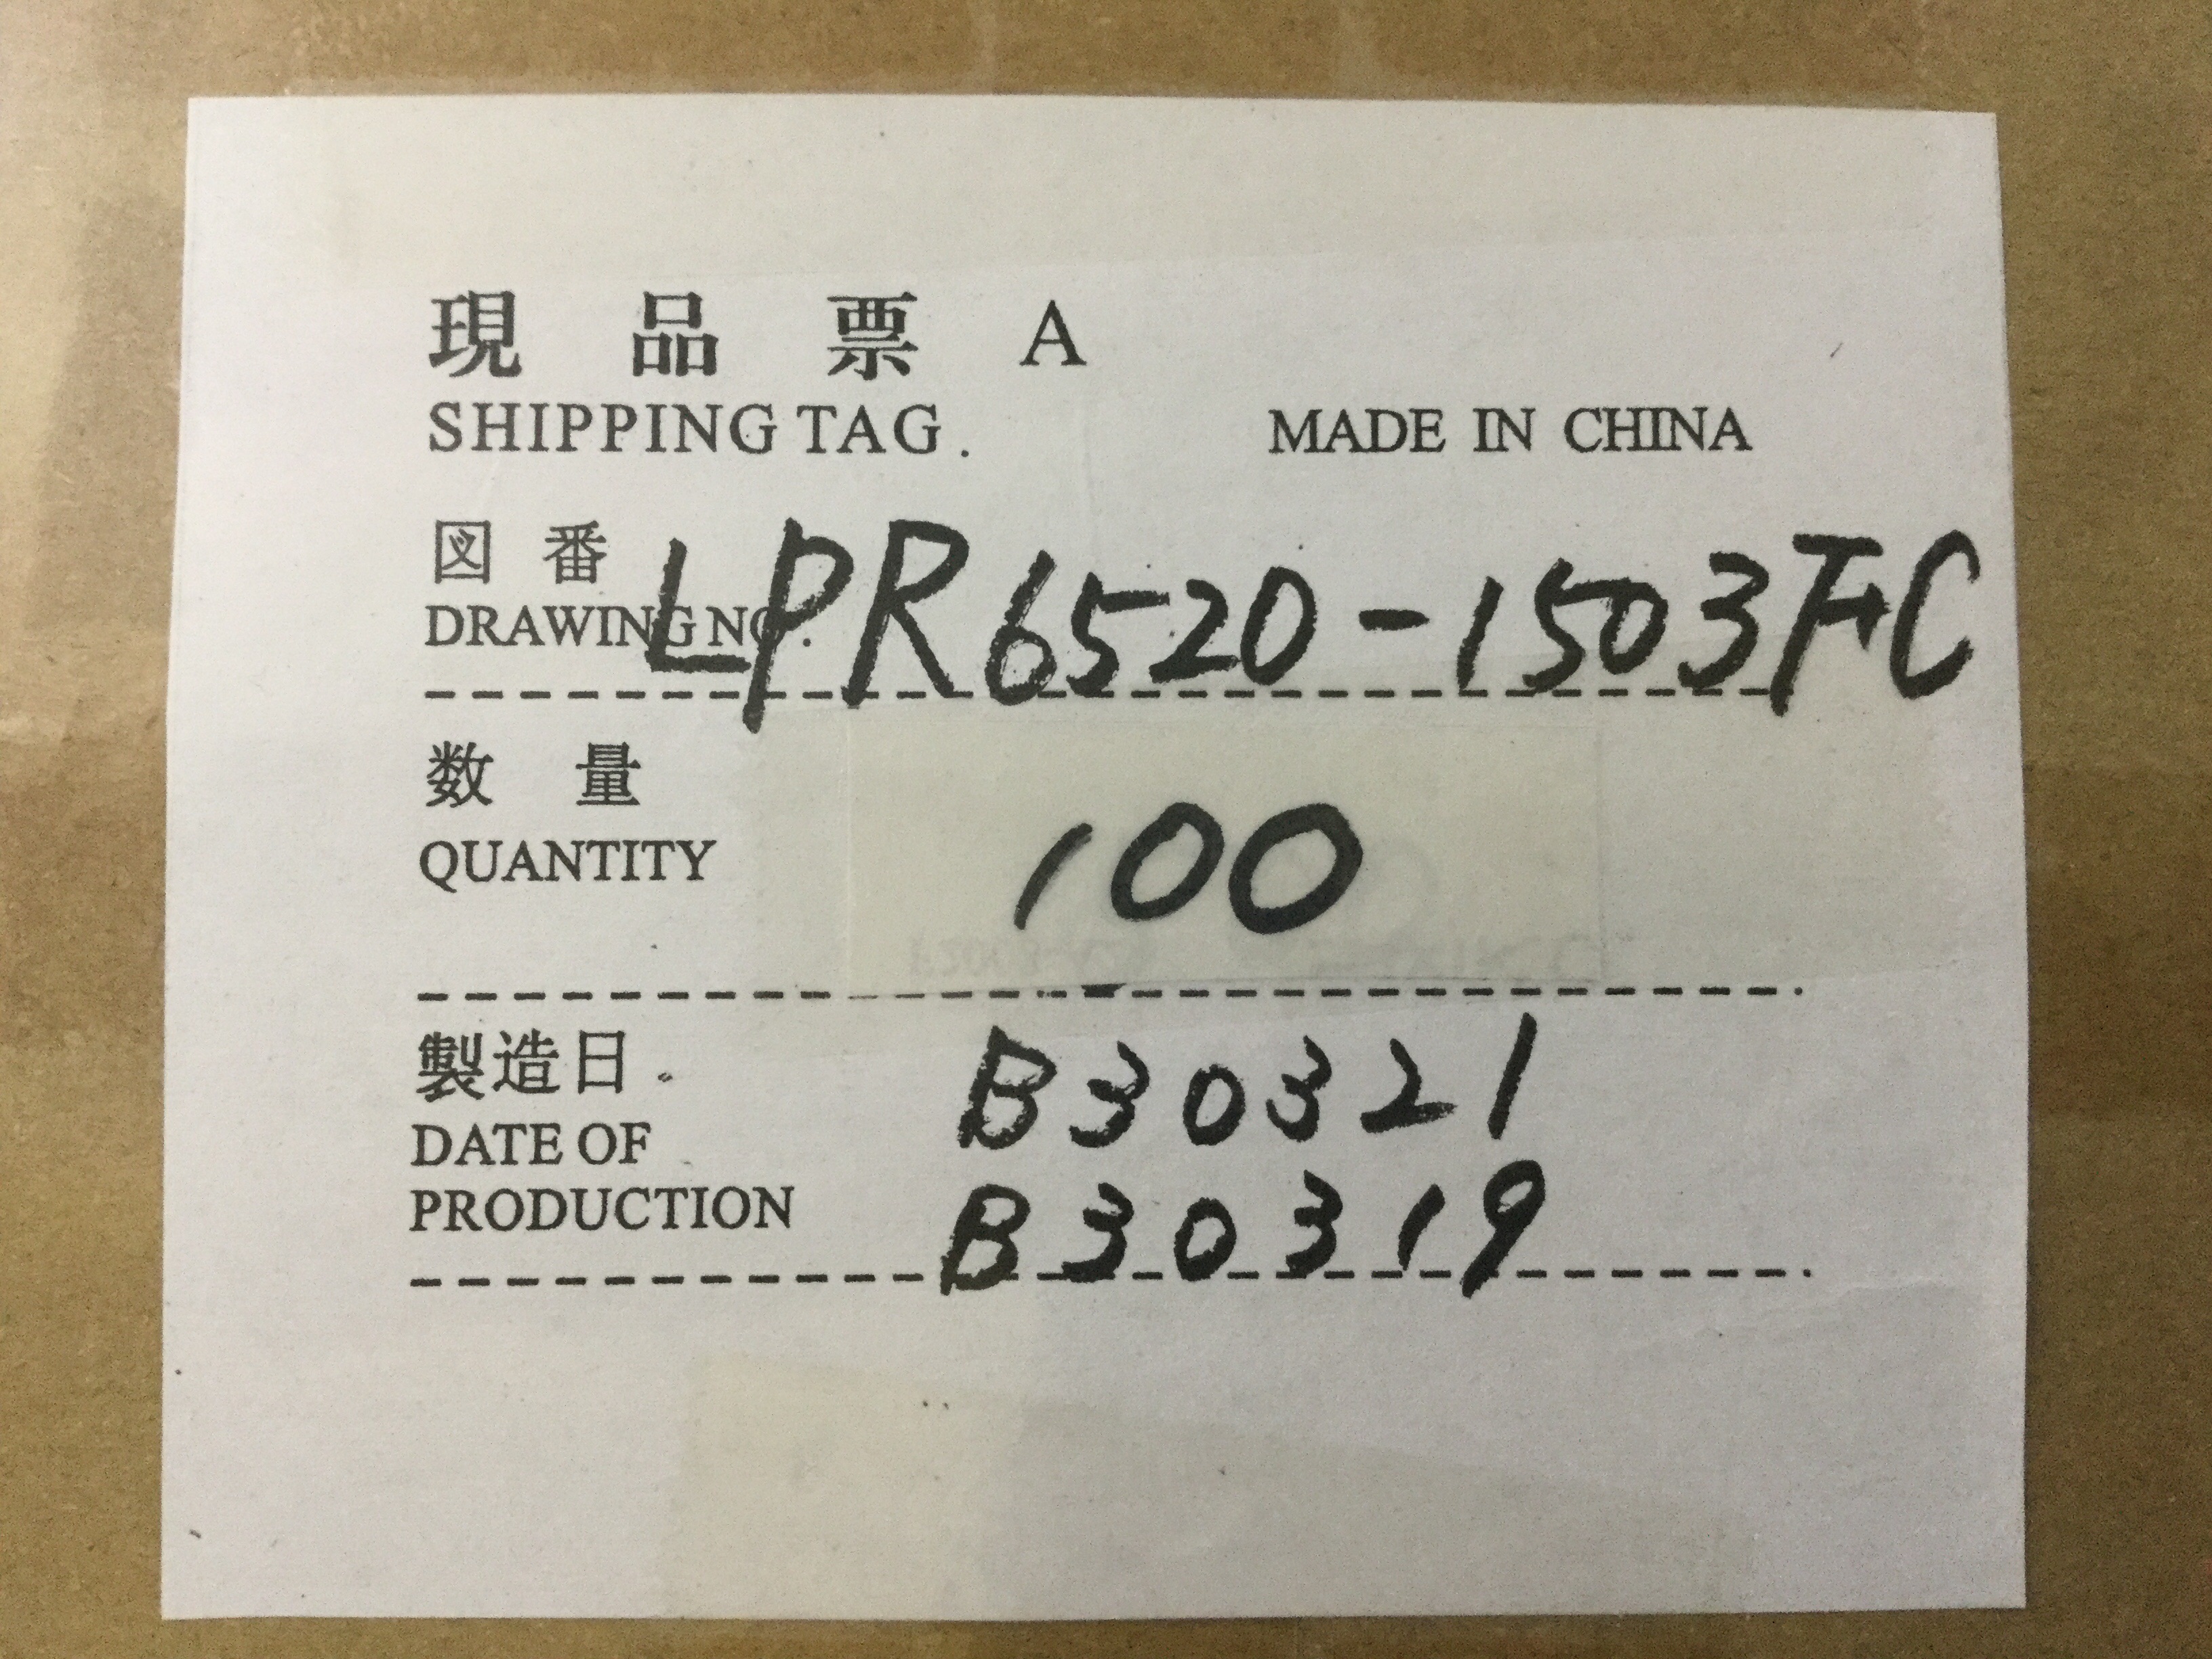 現品票 A
SHIPPING TAG.
MADE IN CHINA
図番
DRAWING NO.
LPR6520-1503FC
数量
QUANTITY
100
製造日.
DATE OF
PRODUCTION
B30321
B30319